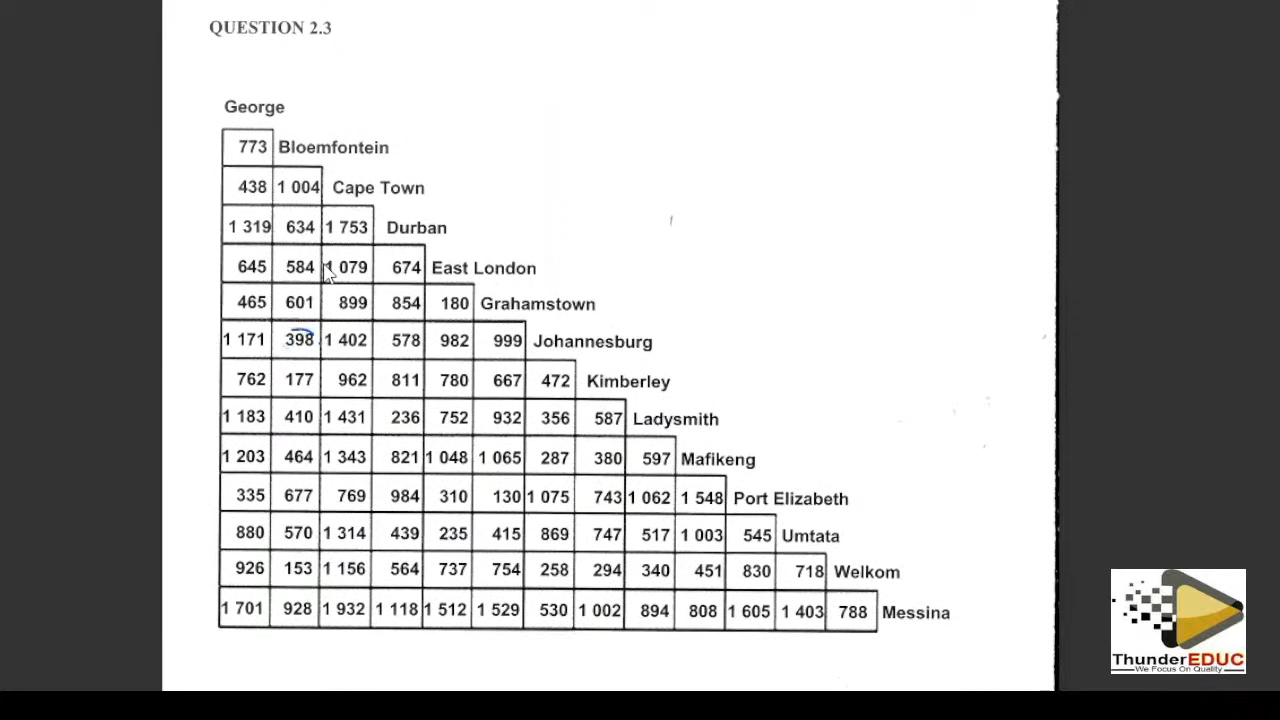 QUESTION 2.3
George
773 Bloemfontein
438 1 004 Cape Town
1 319 634 1 753 Durban
645 584 1 079 674 East London
465 601 899 854 180 Grahamstown
1 171 398 1 402 578 982 999 Johannesburg
762 177 962 811 780 667 472 Kimberley
1 183 410 1 431 236 752 932 356 587 Ladysmith
1 203 464 1 343 821 1 048 1 065 287 380 597 Mafikeng
335 677 769 984 310 130 1 075 743 1 062 1 548 Port Elizabeth
880 570 1 314 439 235 415 869 747 517 1 003 545 Umtata
926 153 1 156 564 737 754 258 294 340 451 830 718 Welkom
1 701 928 1 932 1 118 1 512 1 529 530 1 002 894 808 1 605 1 403 788 Messina
ThunderEDUC
We Focus On Quality